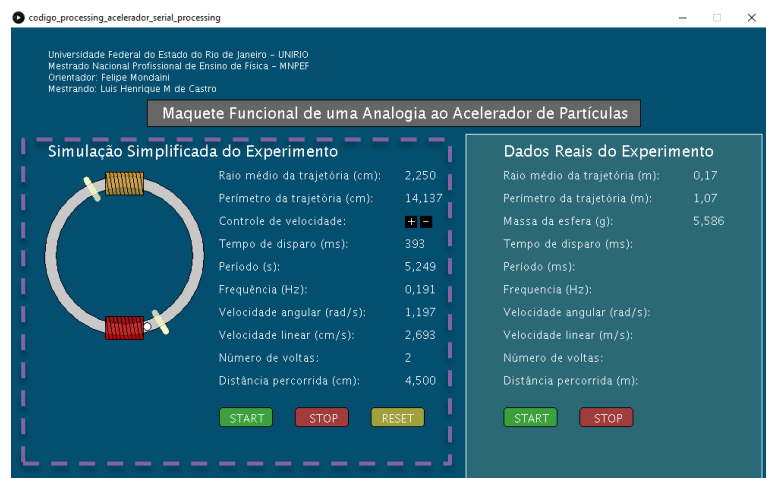 codigo_processing_acelerador_serial_processing
Universidade Federal do Estado do Rio de Janeiro - UNIRIO
Mestrado Nacional Profissional de Ensino de Física - MNPEF
Orientador: Felipe Mondaini
Mestrando: Luis Henrique M de Castro
Maquete Funcional de uma Analogia ao Acelerador de Partículas
Simulação Simplificada do Experimento
Raio médio da trajetória (cm): 2,250
Perímetro da trajetória (cm): 14,137
Controle de velocidade: + -
Tempo de disparo (ms): 393
Período (s): 5,249
Frequência (Hz): 0,191
Velocidade angular (rad/s): 1,197
Velocidade linear (cm/s): 2,693
Número de voltas: 2
Distância percorrida (cm): 4,500
START STOP RESET
Dados Reais do Experimento
Raio médio da trajetória (m): 0,17
Perímetro da trajetória (m): 1,07
Massa da esfera (g): 5,586
Tempo de disparo (ms):
Período (ms):
Frequencia (Hz):
Velocidade angular (rad/s):
Velocidade linear (m/s):
Número de voltas:
Distância percorrida (m):
START STOP